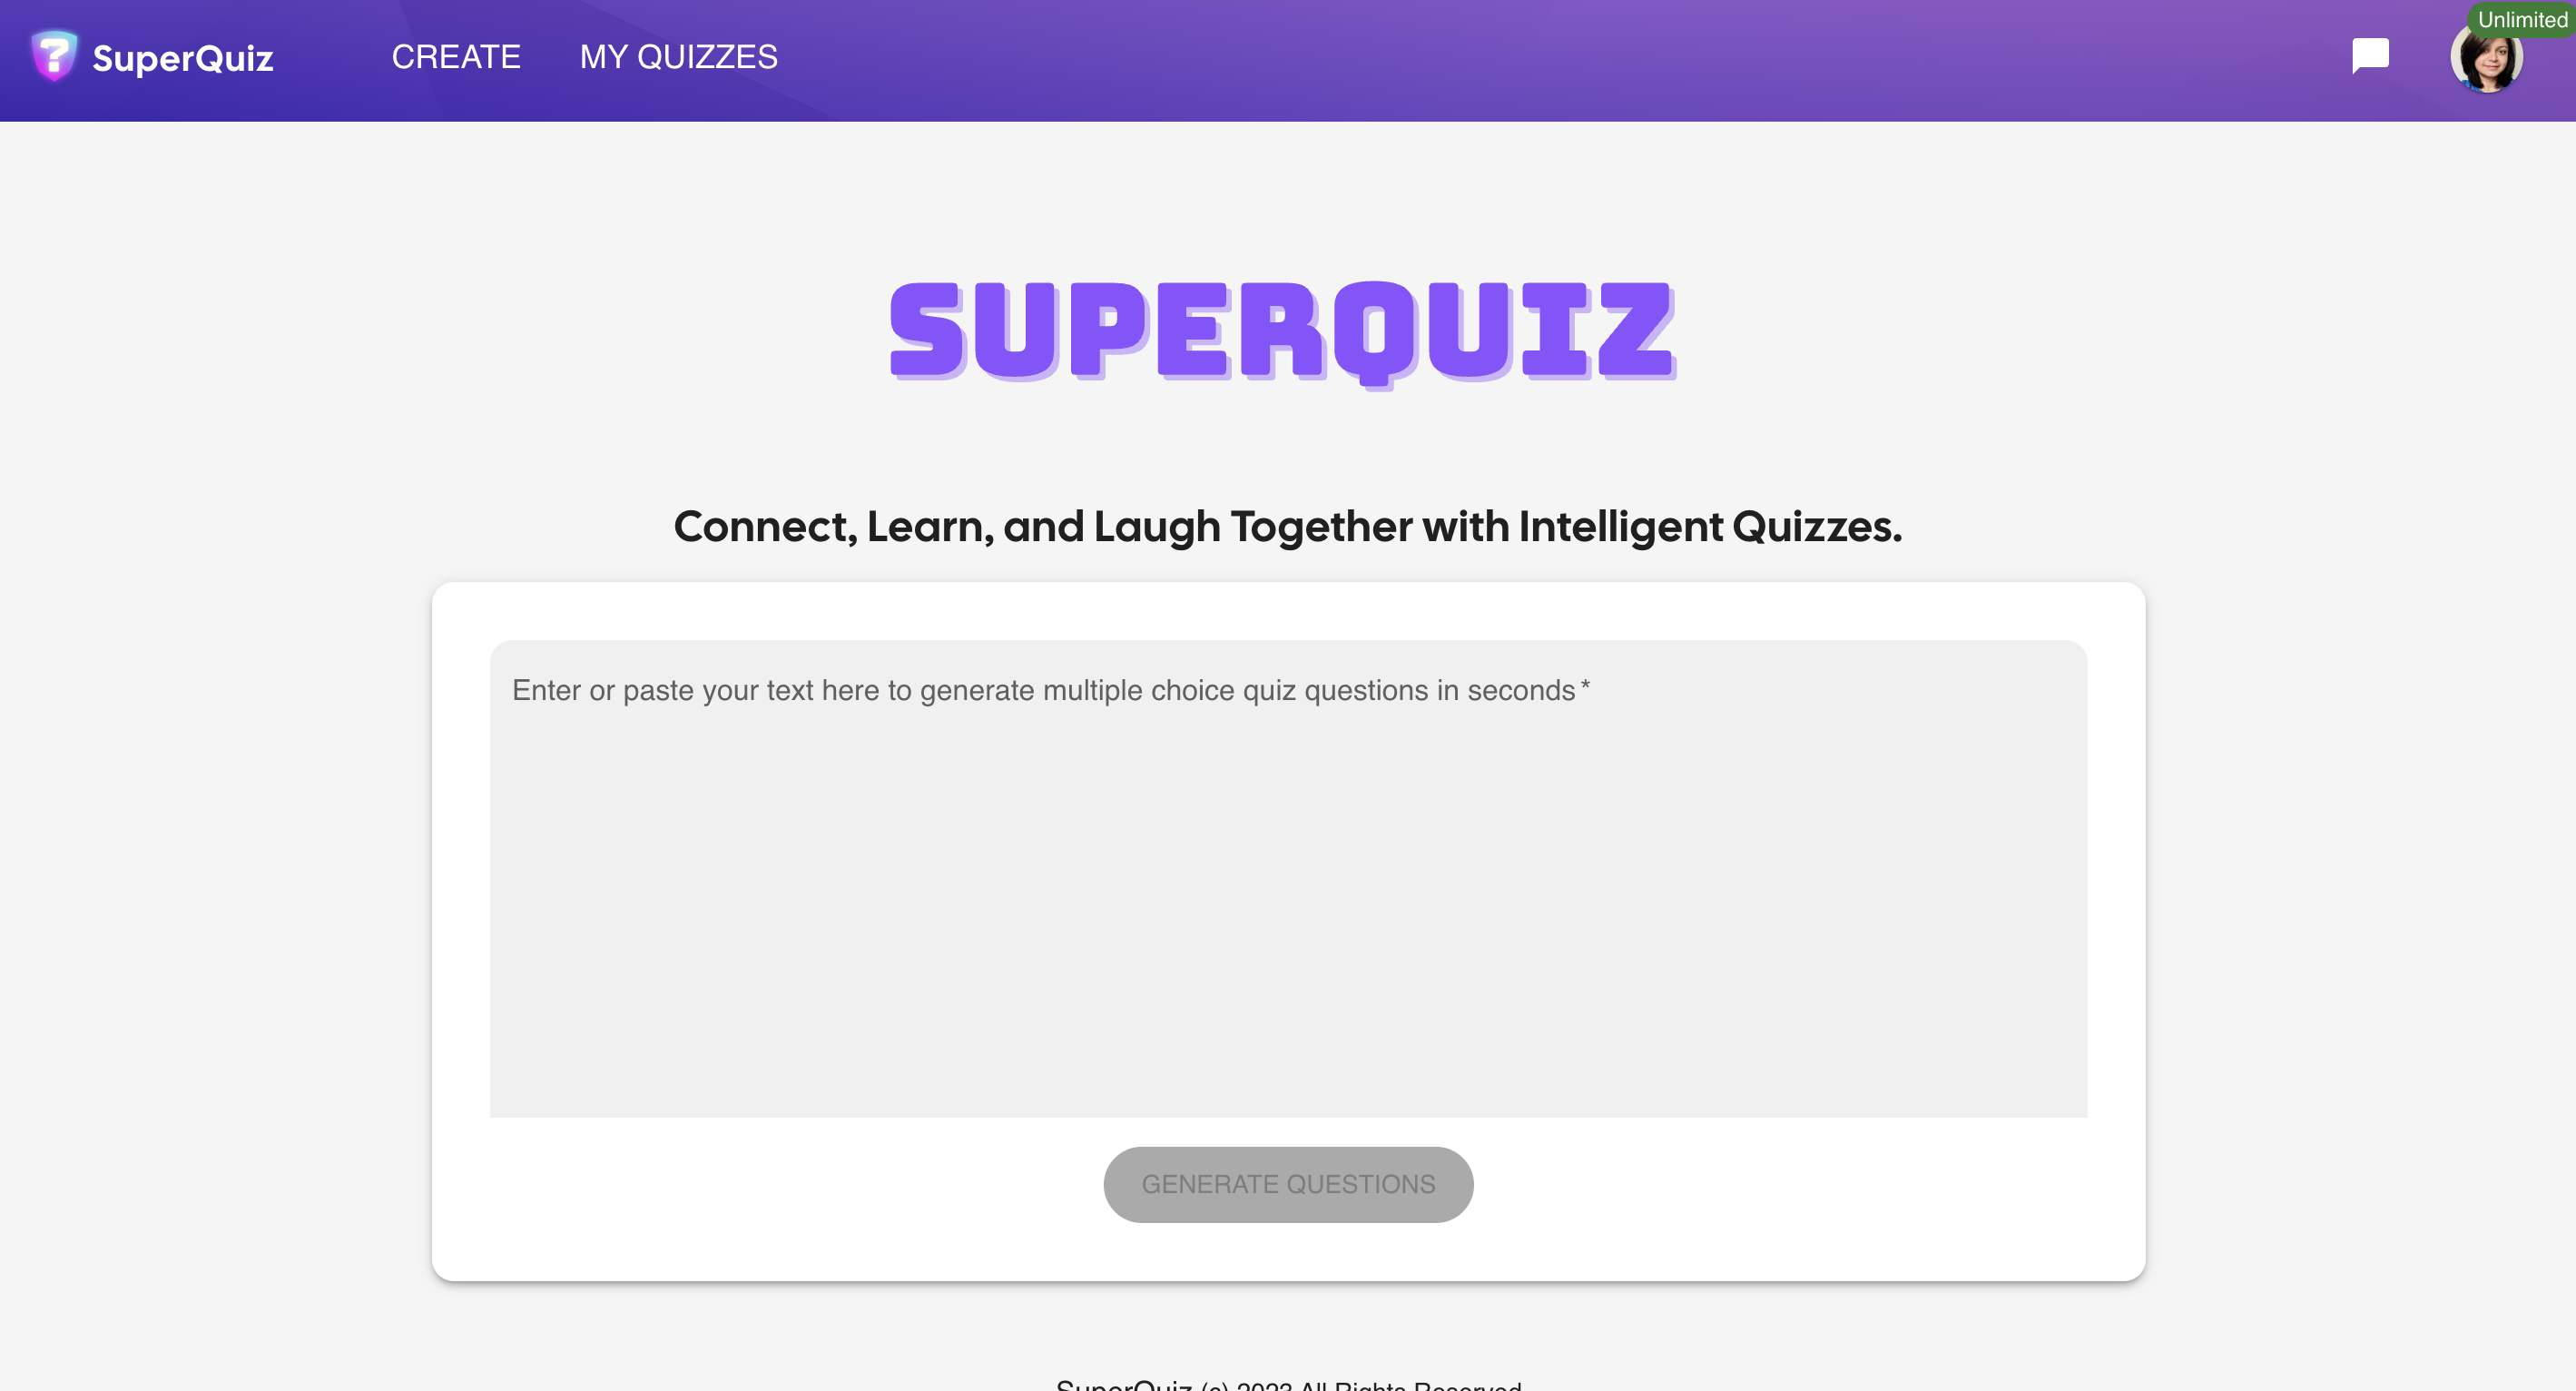 SuperQuiz
CREATE
MY QUIZZES
Unlimited
SUPERQUIZ
Connect, Learn, and Laugh Together with Intelligent Quizzes.
Enter or paste your text here to generate multiple choice quiz questions in seconds *
GENERATE QUESTIONS
SuperQuiz (c) 2023 All Rights Reserved